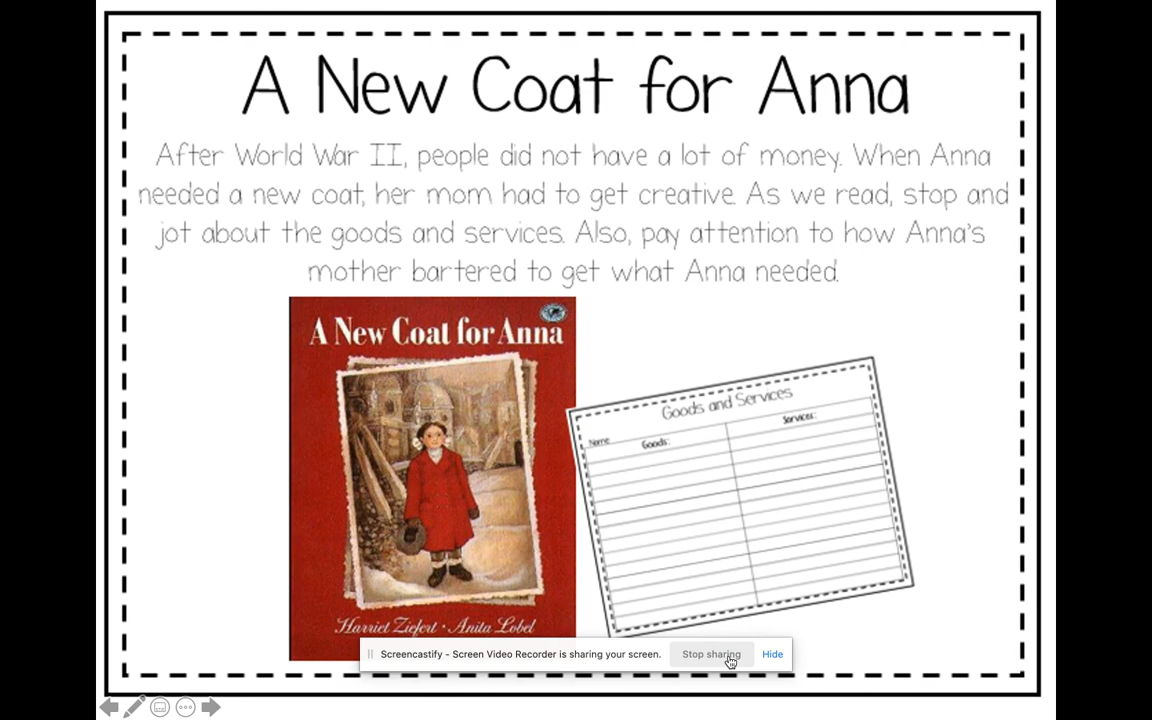 A New Coat for Anna
After World War II, people did not have a lot of money. When Anna
needed a new coat, her mom had to get creative. As we read, stop and
jot about the goods and services. Also, pay attention to how Anna's
mother bartered to get what Anna needed.
A New Coat for Anna
Harriet Ziefert • Anita Lobel
Goods and Services
Name
Goods:
Services:
Screencastify - Screen Video Recorder is sharing your screen.
Stop sharing
Hide